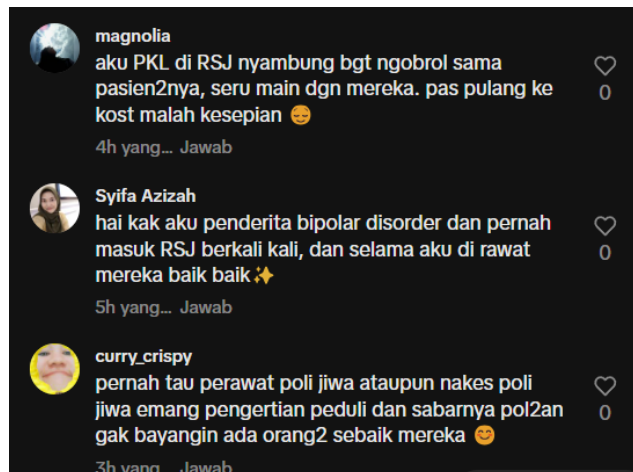 magnolia
aku PKL di RSJ nyambung bgt ngobrol sama
pasien2nya, seru main dgn mereka. pas pulang ke
kost malah kesepian 😔
0
4h yang... Jawab
Syifa Azizah
hai kak aku penderita bipolar disorder dan pernah
masuk RSJ berkali kali, dan selama aku di rawat
mereka baik baik✨
0
5h yang... Jawab
curry_crispy
pernah tau perawat poli jiwa ataupun nakes poli
jiwa emang pengertian peduli dan sabarnya pol2an
gak bayangin ada orang2 sebaik mereka 😊
0
3h yang... Jawab